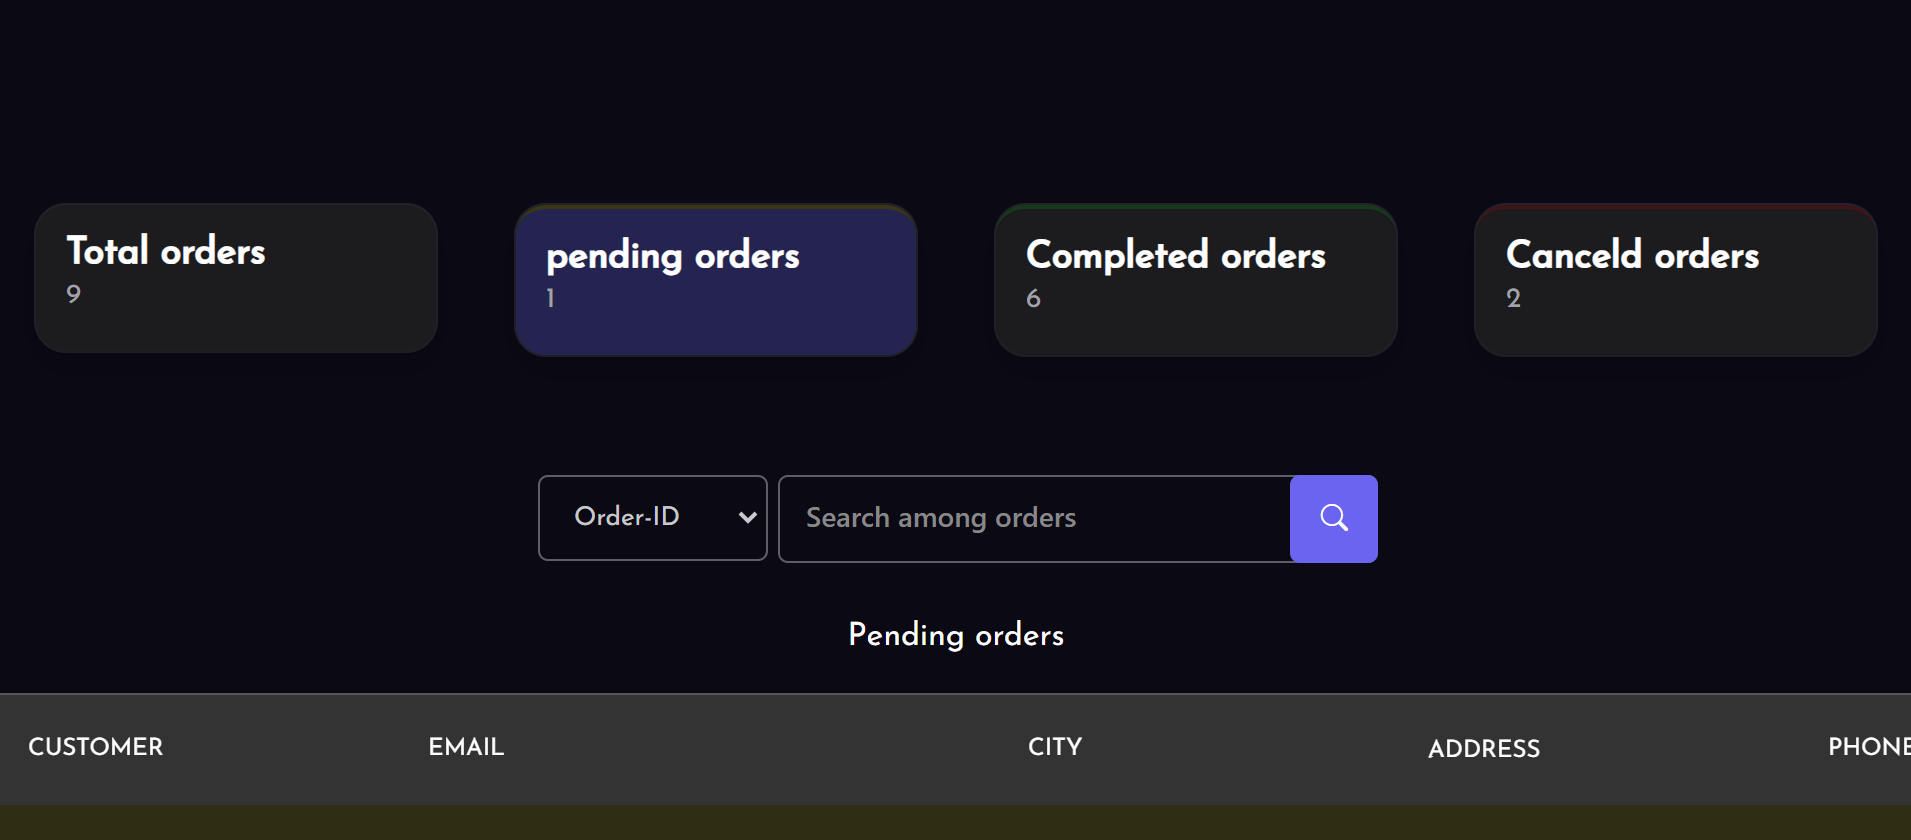 Total orders
9
pending orders
1
Completed orders
6
Canceld orders
2
Order-ID
Search among orders
Pending orders
CUSTOMER EMAIL CITY ADDRESS PHONE